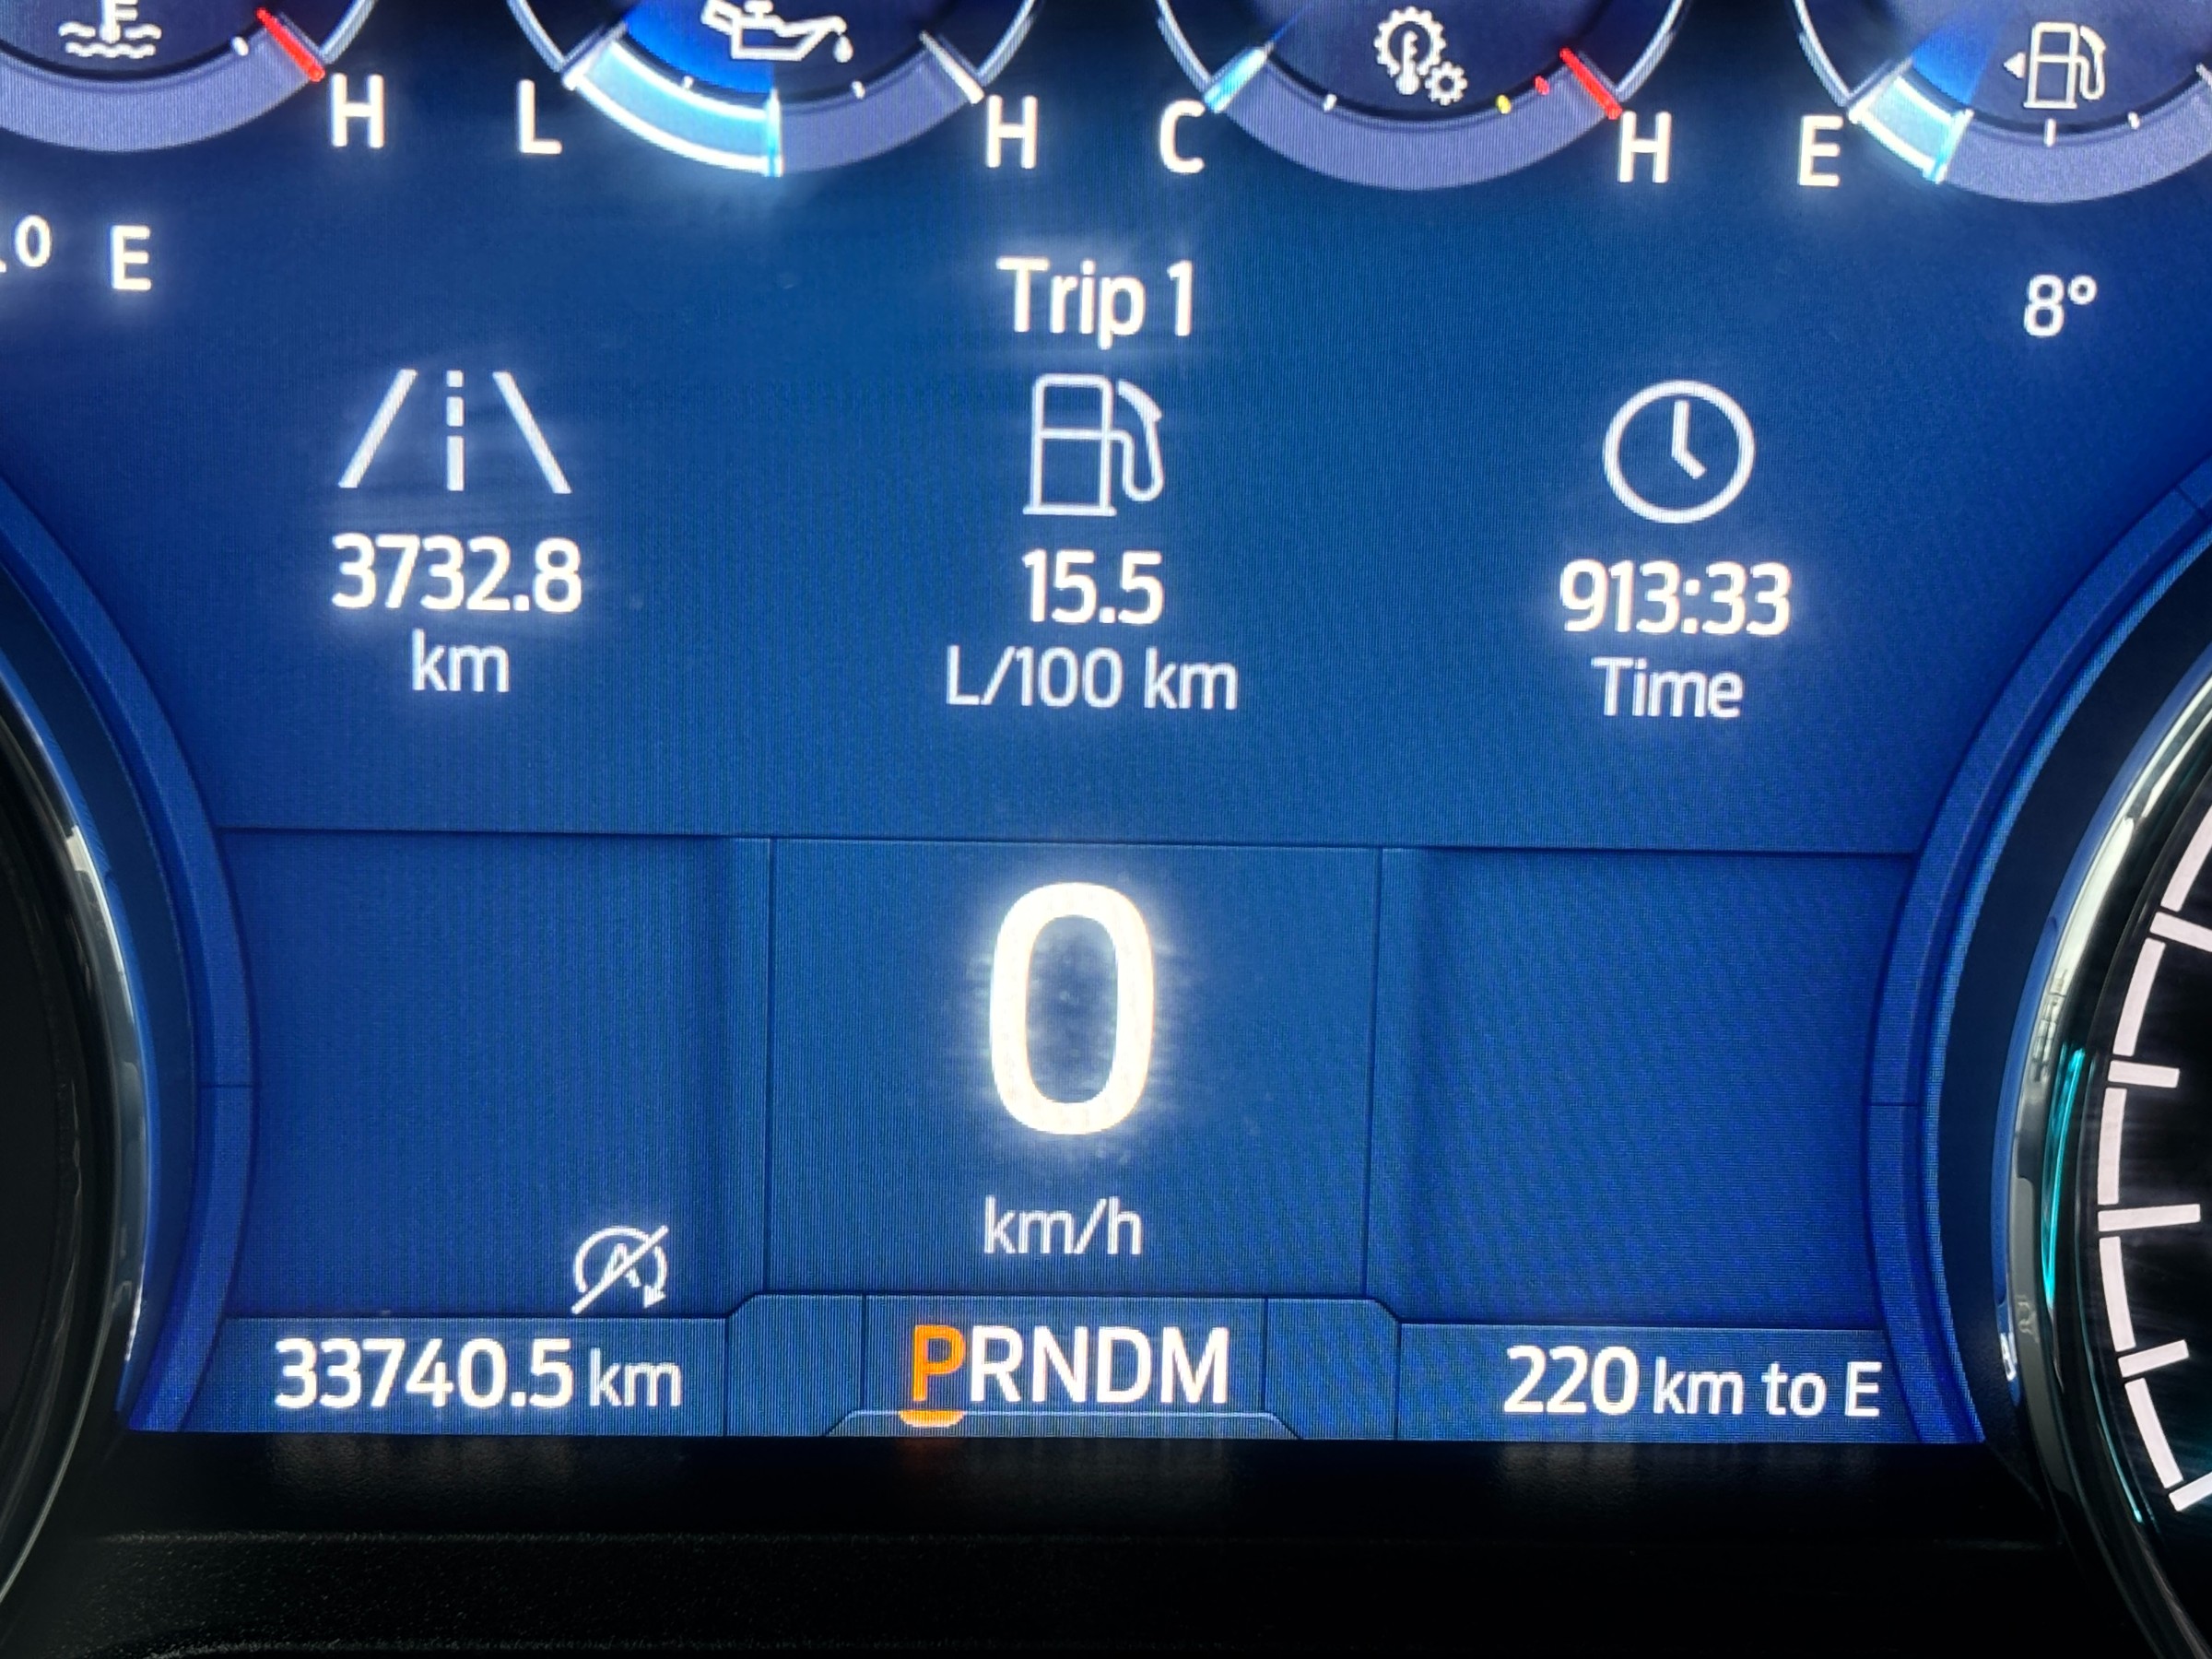 H L H C H E
E
Trip 1
8°
3732.8 15.5 913:33
km L/100 km Time
0
km/h
33740.5 km PRNDM 220 km to E